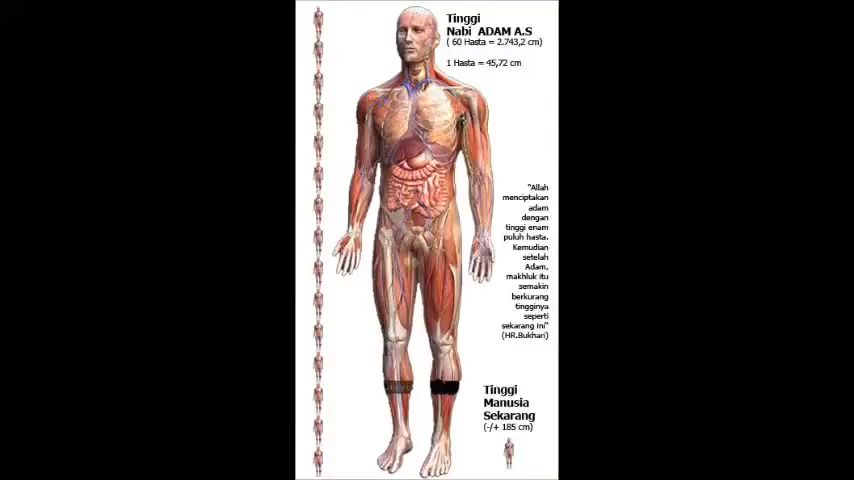 Tinggi
Nabi ADAM A.S
( 60 Hasta = 2.743,2 cm)
1 Hasta = 45,72 cm
"Allah
menciptakan
adam
dengan
tinggi enam
puluh hasta.
Kemudian
setelah
Adam,
makhluk itu
semakin
berkurang
tingginya
seperti
sekarang ini"
(HR.Bukhari)
Tinggi
Manusia
Sekarang
(-/+ 185 cm)